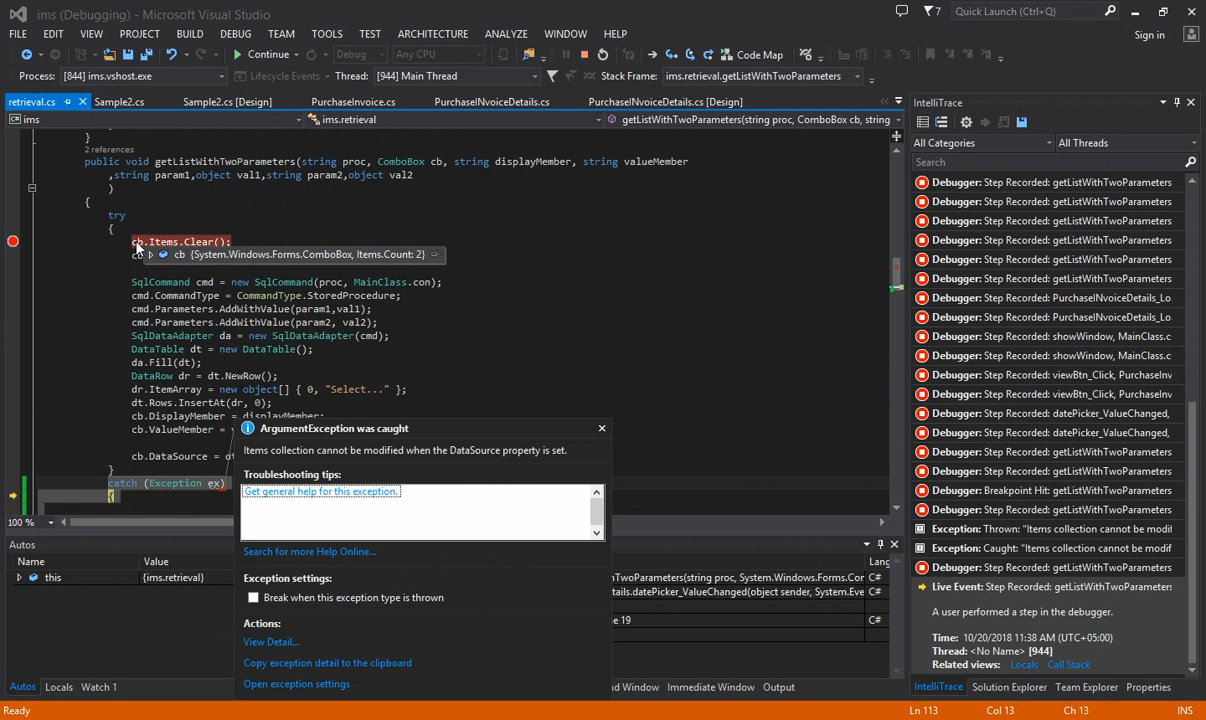 ims (Debugging) - Microsoft Visual Studio
7
Quick Launch (Ctrl+Q)
FILE EDIT VIEW PROJECT BUILD DEBUG TEAM TOOLS TEST ARCHITECTURE ANALYZE WINDOW HELP
Sign in
Continue
Debug
Any CPU
Code Map
Process: [844] ims.vshost.exe
Lifecycle Events
Thread: [944] Main Thread
Stack Frame: ims.retrieval.getListWithTwoParameters
retrieval.cs
Sample2.cs
Sample2.cs [Design]
PurchaseInvoice.cs
PurchaseINvoiceDetails.cs
PurchaseINvoiceDetails.cs [Design]
ims
ims.retrieval
getListWithTwoParameters(string proc, ComboBox cb, string
}
2 references
public void getListWithTwoParameters(string proc, ComboBox cb, string displayMember, string valueMember
,string param1,object val1,string param2,object val2
)
{
try
{
cb.Items.Clear();
cb
cb {System.Windows.Forms.ComboBox, Items.Count: 2}
SqlCommand cmd = new SqlCommand(proc, MainClass.con);
cmd.CommandType = CommandType.StoredProcedure;
cmd.Parameters.AddWithValue(param1,val1);
cmd.Parameters.AddWithValue(param2, val2);
SqlDataAdapter da = new SqlDataAdapter(cmd);
DataTable dt = new DataTable();
da.Fill(dt);
DataRow dr = dt.NewRow();
dr.ItemArray = new object[] { 0, "Select..." };
dt.Rows.InsertAt(dr, 0);
cb.DisplayMember = displayMember;
cb.ValueMember = v
cb.DataSource = dt
}
catch (Exception ex)
{
100 %
ArgumentException was caught
Items collection cannot be modified when the DataSource property is set.
Troubleshooting tips:
Get general help for this exception.
Search for more Help Online...
Exception settings:
Break when this exception type is thrown
Actions:
View Detail...
Copy exception detail to the clipboard
Open exception settings
Autos
Name Value
this {ims.retrieval}
Lang
wTwoParameters(string proc, System.Windows.Forms.Cor C#
tails.datePicker_ValueChanged(object sender, System.Eve C#
e 19 C#
Autos Locals Watch 1
nd Window Immediate Window Output
IntelliTrace
All Categories
All Threads
Search
Debugger: Step Recorded: getListWithTwoParameters
Debugger: Step Recorded: getListWithTwoParameters
Debugger: Step Recorded: getListWithTwoParameters
Debugger: Step Recorded: getListWithTwoParameters
Debugger: Step Recorded: getListWithTwoParameters
Debugger: Step Recorded: getListWithTwoParameters
Debugger: Step Recorded: PurchaseINvoiceDetails_Lo
Debugger: Step Recorded: PurchaseINvoiceDetails_Lo
Debugger: Step Recorded: showWindow, MainClass.c
Debugger: Step Recorded: showWindow, MainClass.c
Debugger: Step Recorded: viewBtn_Click, PurchaseInv
Debugger: Step Recorded: viewBtn_Click, PurchaseInv
Debugger: Step Recorded: datePicker_ValueChanged,
Debugger: Step Recorded: datePicker_ValueChanged,
Debugger: Step Recorded: getListWithTwoParameters
Debugger: Step Recorded: getListWithTwoParameters
Debugger: Breakpoint Hit: getListWithTwoParameters
Debugger: Step Recorded: getListWithTwoParameters
Exception: Thrown: "Items collection cannot be modif
Exception: Caught: "Items collection cannot be modif
Debugger: Step Recorded: getListWithTwoParameters
Live Event: Step Recorded: getListWithTwoParameters
A user performed a step in the debugger.
Time: 10/20/2018 11:38 AM (UTC+05:00)
Thread: <No Name> [944]
Related views: Locals Call Stack
IntelliTrace Solution Explorer Team Explorer Properties
Ready
Ln 113 Col 13 Ch 13 INS